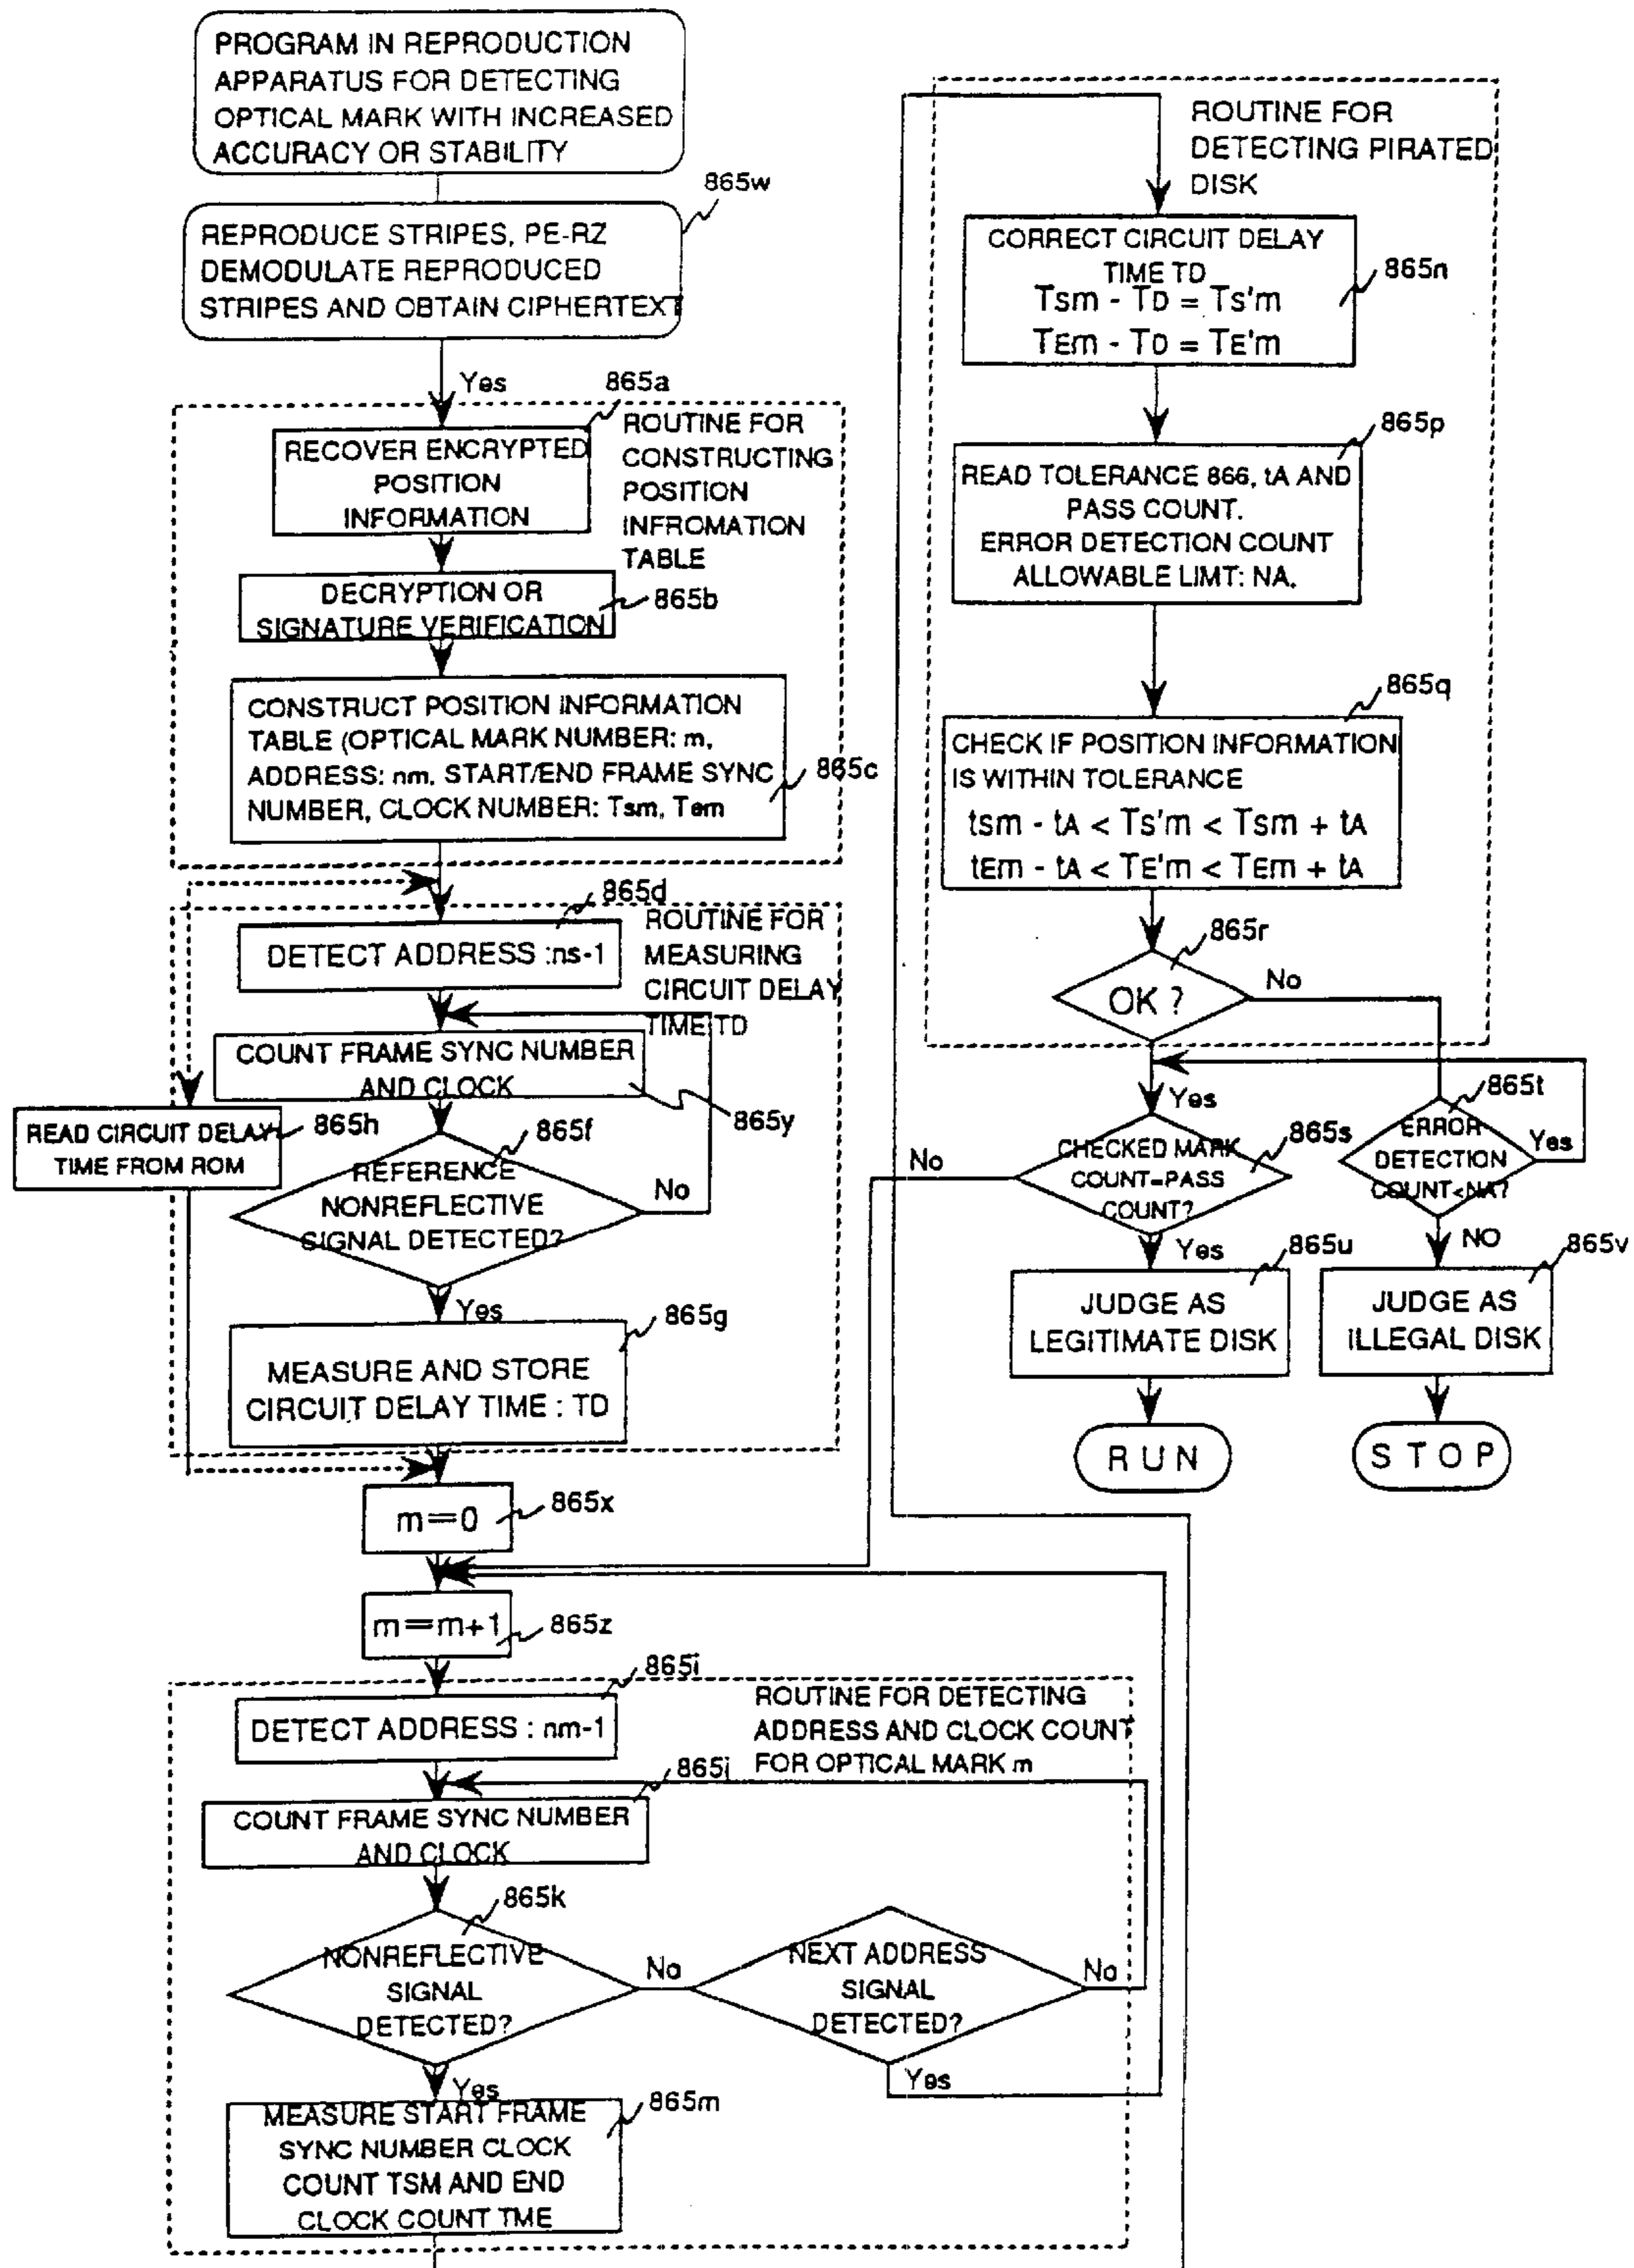 PROGRAM IN REPRODUCTION
APPARATUS FOR DETECTING
OPTICAL MARK WITH INCREASED
ACCURACY OR STABILITY
865w
REPRODUCE STRIPES, PE-RZ
DEMODULATE REPRODUCED
STRIPES AND OBTAIN CIPHERTEXT
Yes
865a
ROUTINE FOR
CONSTRUCTING
POSITION
INFROMATION
TABLE
RECOVER ENCRYPTED
POSITION
INFORMATION
DECRYPTION OR
SIGNATURE VERIFICATION
865b
CONSTRUCT POSITION INFORMATION
TABLE (OPTICAL MARK NUMBER: m,
ADDRESS: nm, START/END FRAME SYNC
NUMBER, CLOCK NUMBER: Tsm, Tem
865c
865d
ROUTINE FOR
MEASURING
CIRCUIT DELAY
TIME TD
DETECT ADDRESS :ns-1
COUNT FRAME SYNC NUMBER
AND CLOCK
865y
READ CIRCUIT DELAY
TIME FROM ROM
865h
865f
REFERENCE
NONREFLECTIVE
SIGNAL DETECTED?
No
Yes
865g
MEASURE AND STORE
CIRCUIT DELAY TIME : TD
m=0
865x
m=m+1
865z
865i
ROUTINE FOR DETECTING
ADDRESS AND CLOCK COUNT
FOR OPTICAL MARK m
DETECT ADDRESS : nm-1
865j
COUNT FRAME SYNC NUMBER
AND CLOCK
865k
NONREFLECTIVE
SIGNAL
DETECTED?
No
NEXT ADDRESS
SIGNAL
DETECTED?
No
Yes
Yes
865m
MEASURE START FRAME
SYNC NUMBER CLOCK
COUNT TSM AND END
CLOCK COUNT TME
ROUTINE FOR
DETECTING PIRATED
DISK
CORRECT CIRCUIT DELAY
TIME TD
Tsm - TD = Ts'm
TEm - TD = TE'm
865n
865p
READ TOLERANCE 866, tA AND
PASS COUNT.
ERROR DETECTION COUNT
ALLOWABLE LIMT: NA.
865q
CHECK IF POSITION INFORMATION
IS WITHIN TOLERANCE
tsm - tA < Ts'm < Tsm + tA
tEm - tA < TE'm < TEm + tA
865r
OK ?
No
Yes
865t
ERROR
DETECTION
COUNT<NA?
Yes
CHECKED MARK
COUNT=PASS
COUNT?
865s
No
Yes
NO
865u
JUDGE AS
LEGITIMATE DISK
865v
JUDGE AS
ILLEGAL DISK
RUN
STOP